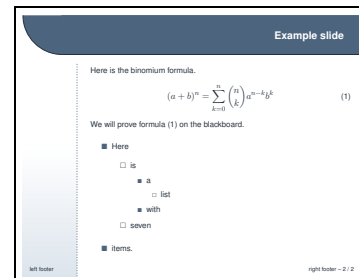 Example slide
Here is the binomium formula.
(a + b)^n = \sum_{k=0}^{n} \binom{n}{k} a^{n-k} b^k (1)
We will prove formula (1) on the blackboard.
■ Here
□ is
■ a
□ list
■ with
□ seven
■ items.
left footer right footer – 2 / 2